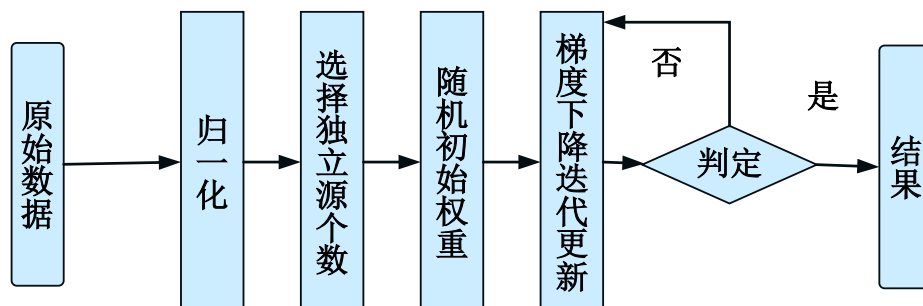 原始数据
归一化
选择独立源个数
随机初始权重
梯度下降迭代更新
否
判定
是
结果